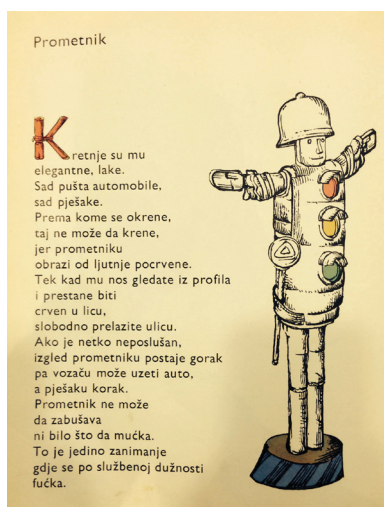 Prometnik
Kretnje su mu
elegantne, lake.
Sad pušta automobile,
sad pješake.
Prema kome se okrene,
taj ne može da krene,
jer prometniku
obrazi od ljutnje pocrvene.
Tek kad mu nos gledate iz profila
i prestane biti
crven u licu,
slobodno prelazite ulicu.
Ako je netko neposlušan,
izgled prometniku postaje gorak
pa vozaču može uzeti auto,
a pješaku korak.
Prometnik ne može
da zabušava
ni bilo što da mućka.
To je jedino zanimanje
gdje se po službenoj dužnosti
fućka.